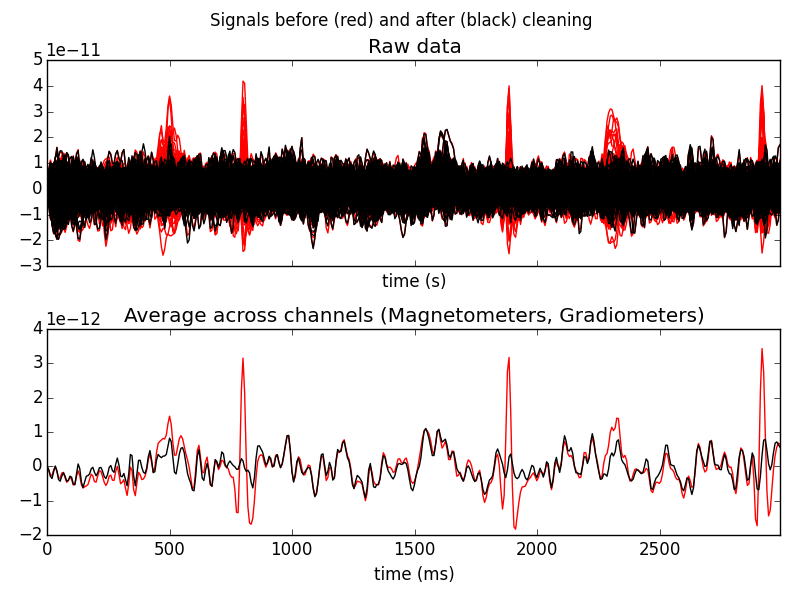 Signals before (red) and after (black) cleaning
Raw data
1e−11
5
4
3
2
1
0
−1
−2
−3
time (s)
Average across channels (Magnetometers, Gradiometers)
1e−12
4
3
2
1
0
−1
−2
0 500 1000 1500 2000 2500
time (ms)